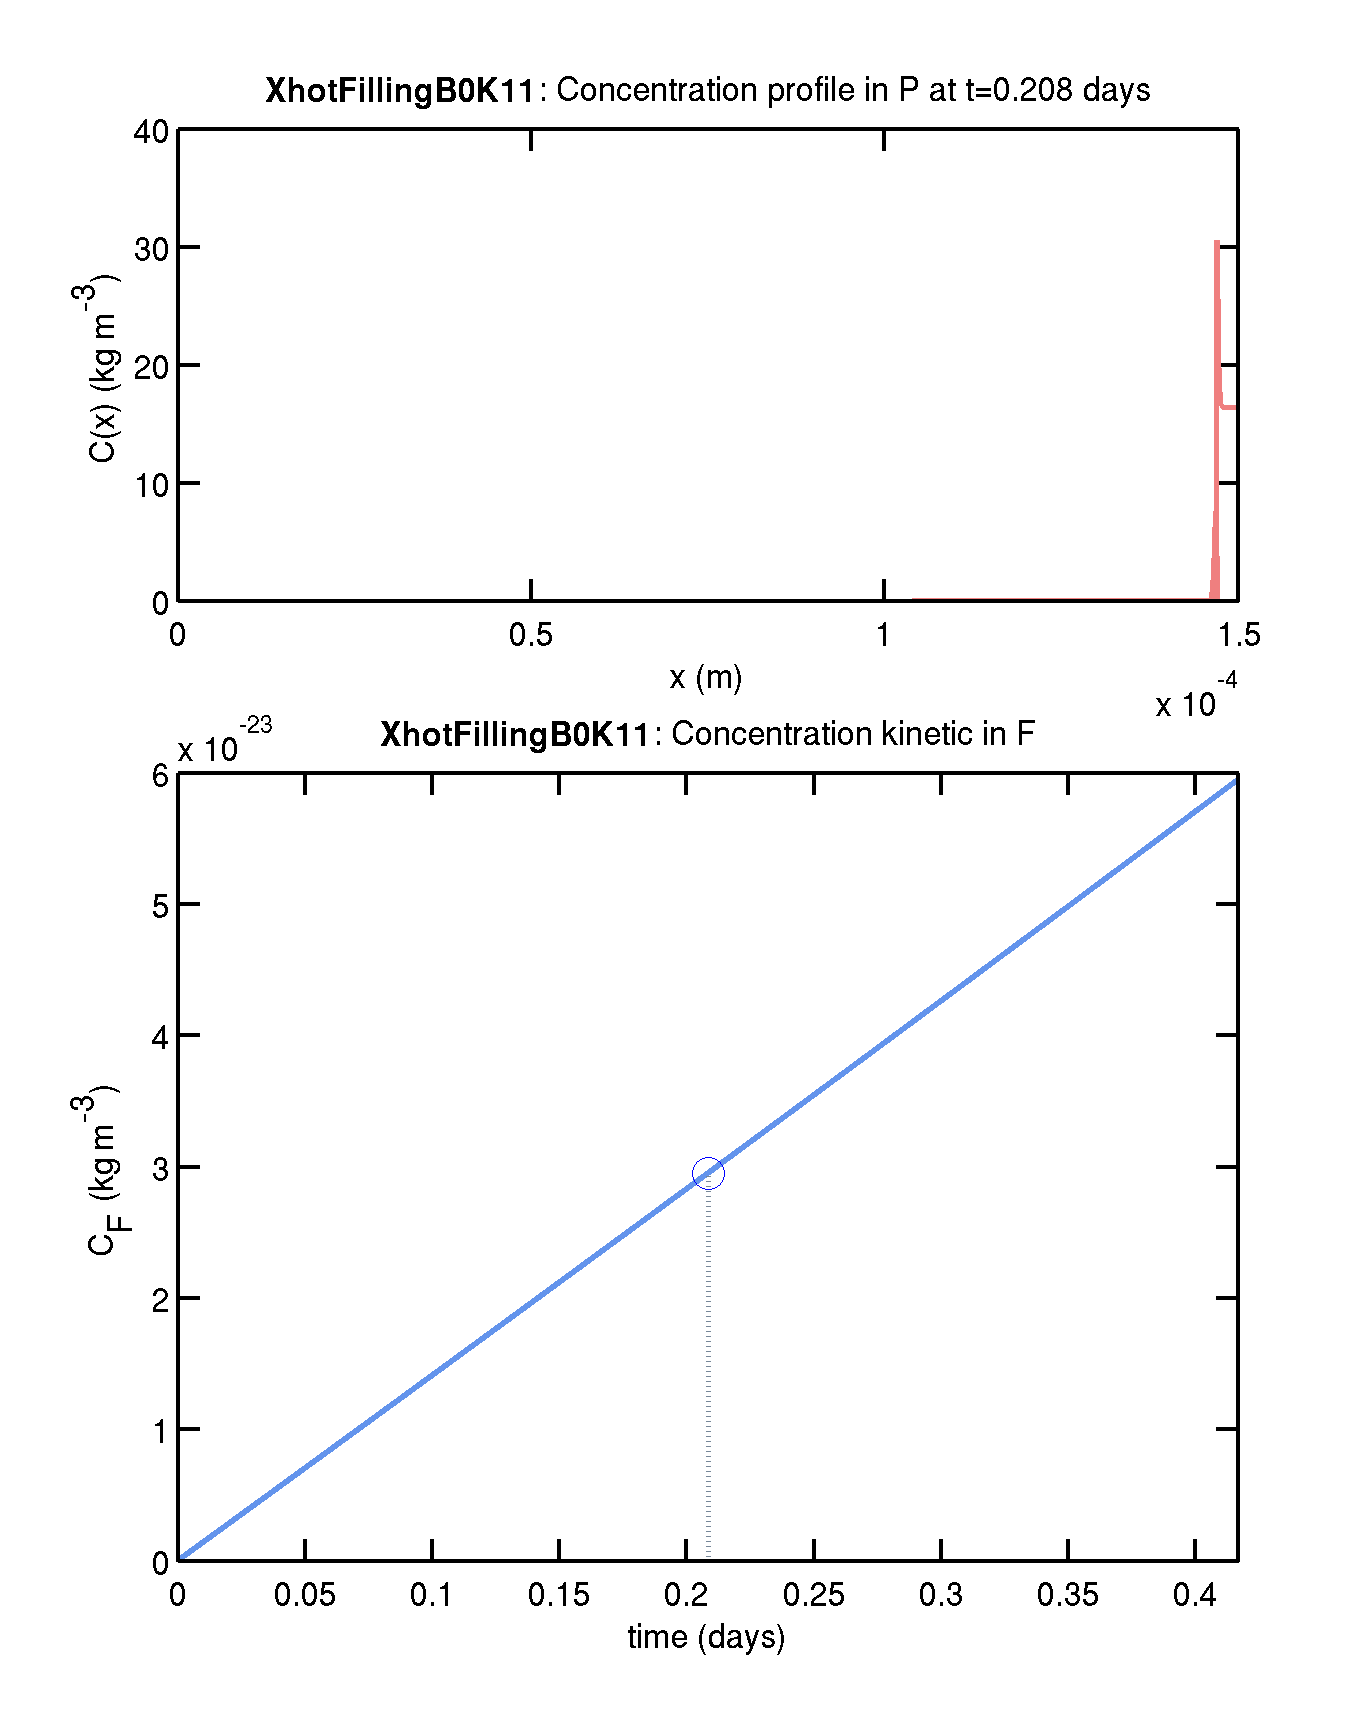 XhotFillingB0K11: Concentration profile in P at t=0.208 days
40
30
20
10
0
C(x) (kg m-3)
0 0.5 1 1.5
x (m)
x 10-4
x 10-23
XhotFillingB0K11: Concentration kinetic in F
6
5
4
3
2
1
0
CF (kg m-3)
0 0.05 0.1 0.15 0.2 0.25 0.3 0.35 0.4
time (days)